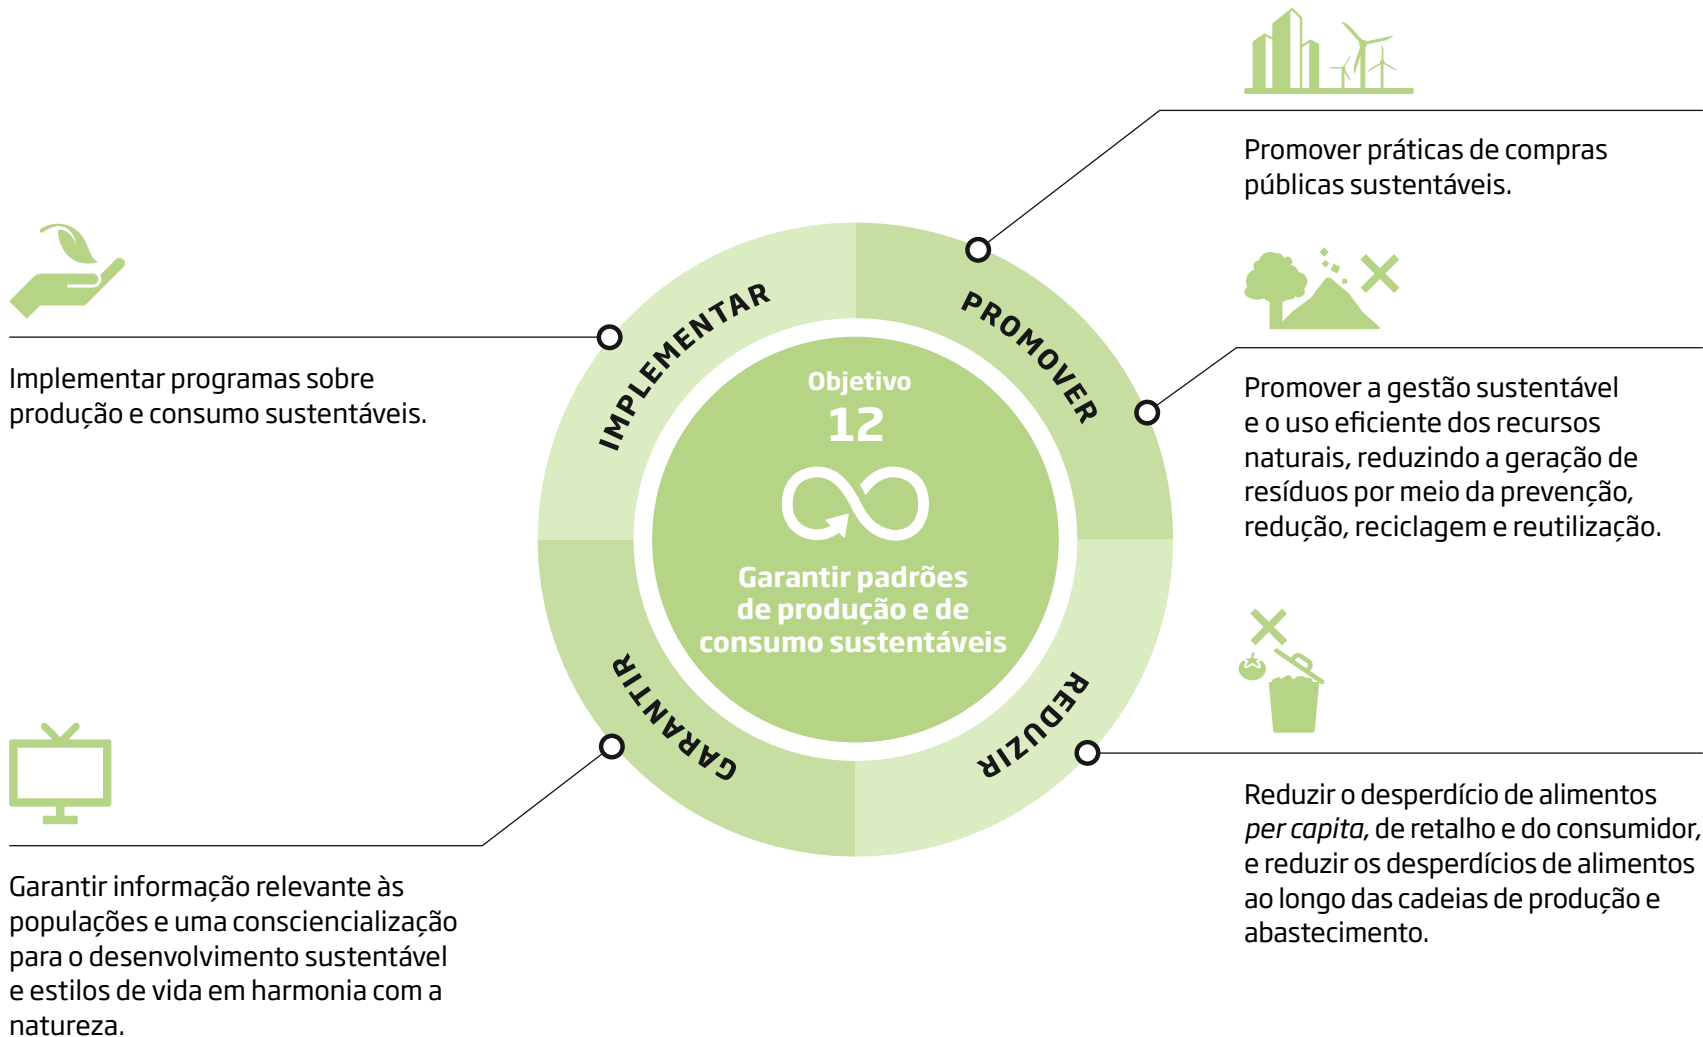 Promover práticas de compras
públicas sustentáveis.
Implementar programas sobre
produção e consumo sustentáveis.
IMPLEMENTAR
PROMOVER
Objetivo
12
Garantir padrões
de produção e de
consumo sustentáveis
GARANTIR
REDUZIR
Promover a gestão sustentável
e o uso eficiente dos recursos
naturais, reduzindo a geração de
resíduos por meio da prevenção,
redução, reciclagem e reutilização.
Reduzir o desperdício de alimentos
per capita, de retalho e do consumidor,
e reduzir os desperdícios de alimentos
ao longo das cadeias de produção e
abastecimento.
Garantir informação relevante às
populações e uma consciencialização
para o desenvolvimento sustentável
e estilos de vida em harmonia com a
natureza.